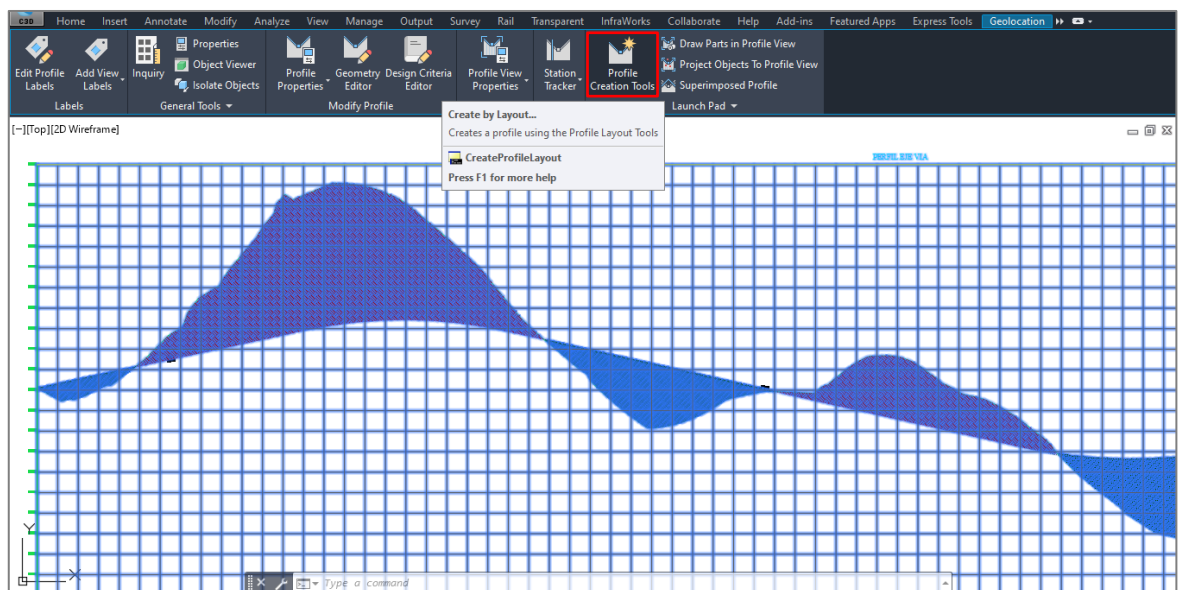 C3D Home Insert Annotate Modify Analyze View Manage Output Survey Rail Transparent InfraWorks Collaborate Help Add-ins Featured Apps Express Tools Geolocation
Edit Profile Labels
Add View Labels
Labels
Inquiry
Properties
Object Viewer
Isolate Objects
General Tools
Profile Properties
Geometry Editor
Design Criteria Editor
Modify Profile
Profile View Properties
Station Tracker
Profile Creation Tools
Draw Parts in Profile View
Project Objects To Profile View
Superimposed Profile
Launch Pad
Create by Layout...
Creates a profile using the Profile Layout Tools
CreateProfileLayout
Press F1 for more help
[−][Top][2D Wireframe]
PERFIL EJE VIA
Y
X
Type a command